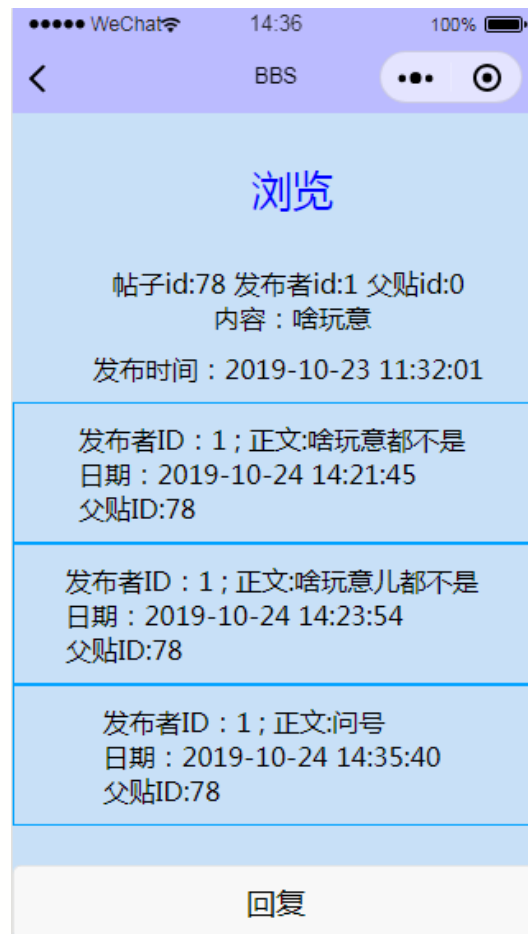 WeChat 14:36 100%
BBS
浏览
帖子id:78 发布者id:1 父贴id:0
内容：啥玩意
发布时间：2019-10-23 11:32:01
发布者ID：1 ; 正文:啥玩意都不是
日期：2019-10-24 14:21:45
父贴ID:78
发布者ID：1 ; 正文:啥玩意儿都不是
日期：2019-10-24 14:23:54
父贴ID:78
发布者ID：1 ; 正文:问号
日期：2019-10-24 14:35:40
父贴ID:78
回复